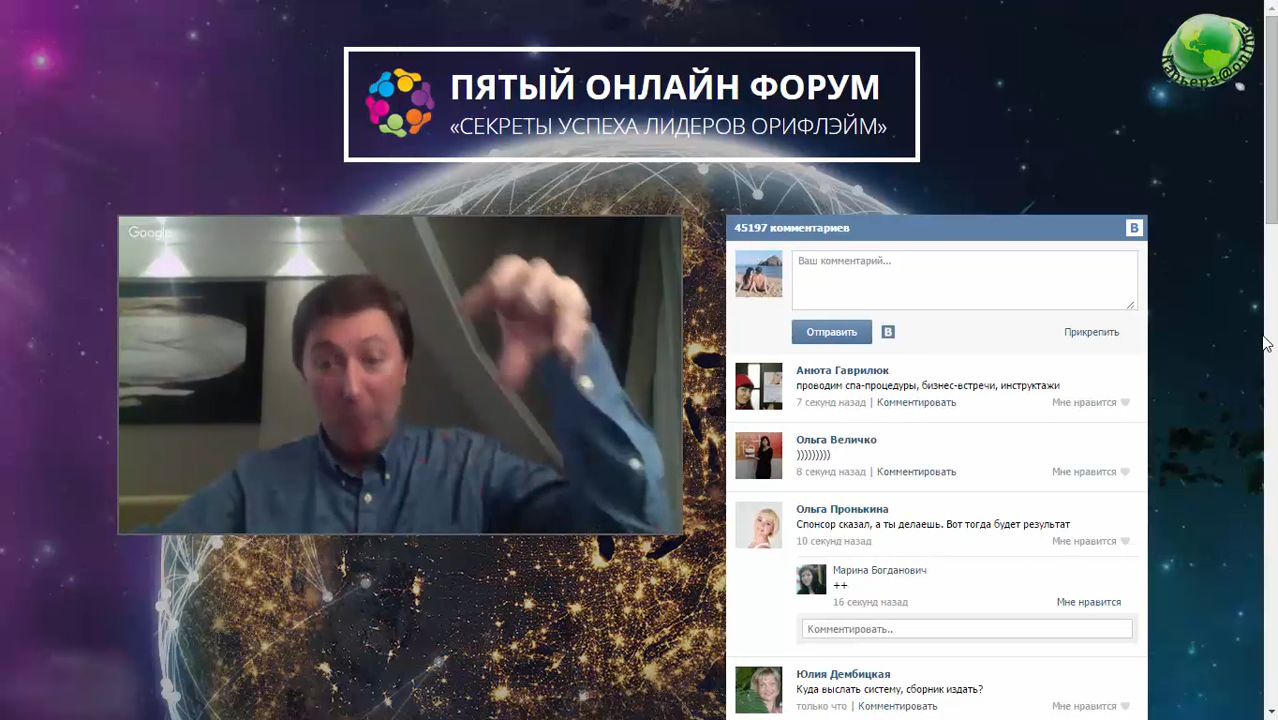 карьера@online
ПЯТЫЙ ОНЛАЙН ФОРУМ
«СЕКРЕТЫ УСПЕХА ЛИДЕРОВ ОРИФЛЭЙМ»
Google
45197 комментариев
B
Ваш комментарий...
Отправить
B
Прикрепить
Анюта Гаврилюк
проводим спа-процедуры, бизнес-встречи, инструктажи
7 секунд назад | Комментировать
Мне нравится
Ольга Величко
)))))))))
8 секунд назад | Комментировать
Мне нравится
Ольга Пронькина
Спонсор сказал, а ты делаешь. Вот тогда будет результат
10 секунд назад
Мне нравится
Марина Богданович
++
16 секунд назад
Мне нравится
Комментировать..
Юлия Дембицкая
Куда выслать систему, сборник издать?
только что | Комментировать
Мне нравится